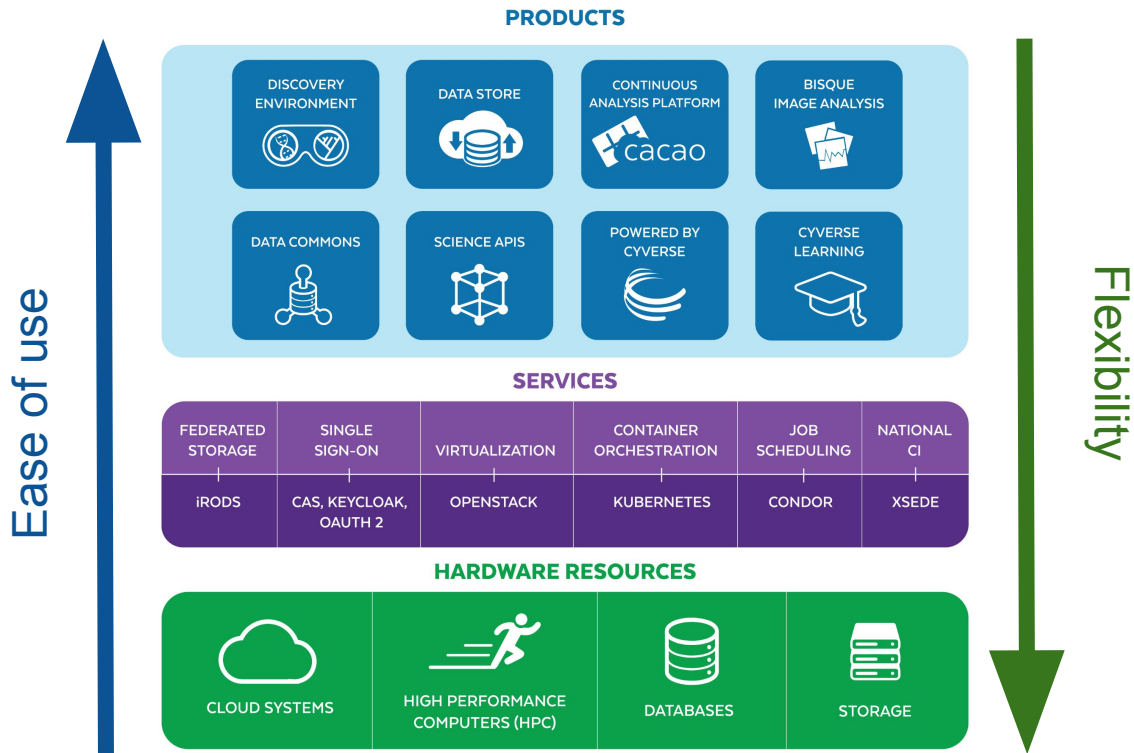 PRODUCTS
DISCOVERY
ENVIRONMENT
DATA STORE
CONTINUOUS
ANALYSIS PLATFORM
cacao
BISQUE
IMAGE ANALYSIS
DATA COMMONS
SCIENCE APIS
POWERED BY
CYVERSE
CYVERSE
LEARNING
Ease of use
Flexibility
SERVICES
FEDERATED
STORAGE
SINGLE
SIGN-ON
VIRTUALIZATION
CONTAINER
ORCHESTRATION
JOB
SCHEDULING
NATIONAL
CI
iRODS
CAS, KEYCLOAK,
OAUTH 2
OPENSTACK
KUBERNETES
CONDOR
XSEDE
HARDWARE RESOURCES
CLOUD SYSTEMS
HIGH PERFORMANCE
COMPUTERS (HPC)
DATABASES
STORAGE